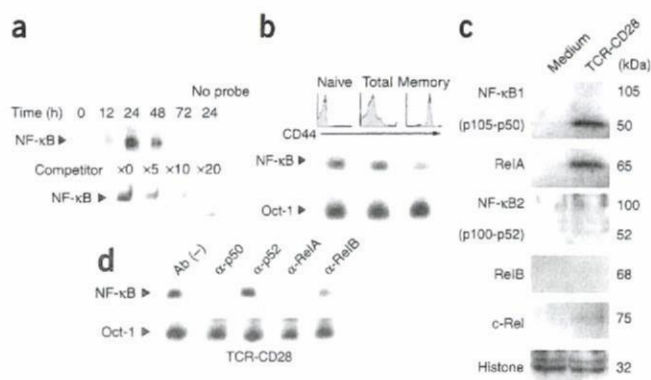 a
No probe
Time (h) 0 12 24 48 72 24
NF-κB
Competitor ×0 ×5 ×10 ×20
NF-κB
b
Naive Total Memory
CD44
NF-κB
Oct-1
c
Medium TCR-CD28
(kDa)
NF-κB1 105
(p105-p50) 50
RelA 65
NF-κB2 100
(p100-p52) 52
RelB 68
c-Rel 75
Histone 32
d
Ab (−) α-p50 α-p52 α-RelA α-RelB
NF-κB
Oct-1
TCR-CD28